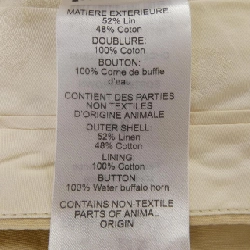 MATIERE EXTERIEURE
52% Lin
48% Coton
DOUBLURE:
100% Coton
BOUTON:
100% Corne de buffle
d'eau
CONTIENT DES PARTIES
NON TEXTILES
D'ORIGINE ANIMALE
OUTER SHELL
52% Linen
48% Cotton
LINING:
100% Cotton
BUTTON:
100% Water buffalo horn
CONTAINS NON-TEXTILE
PARTS OF ANIMAL
ORIGIN